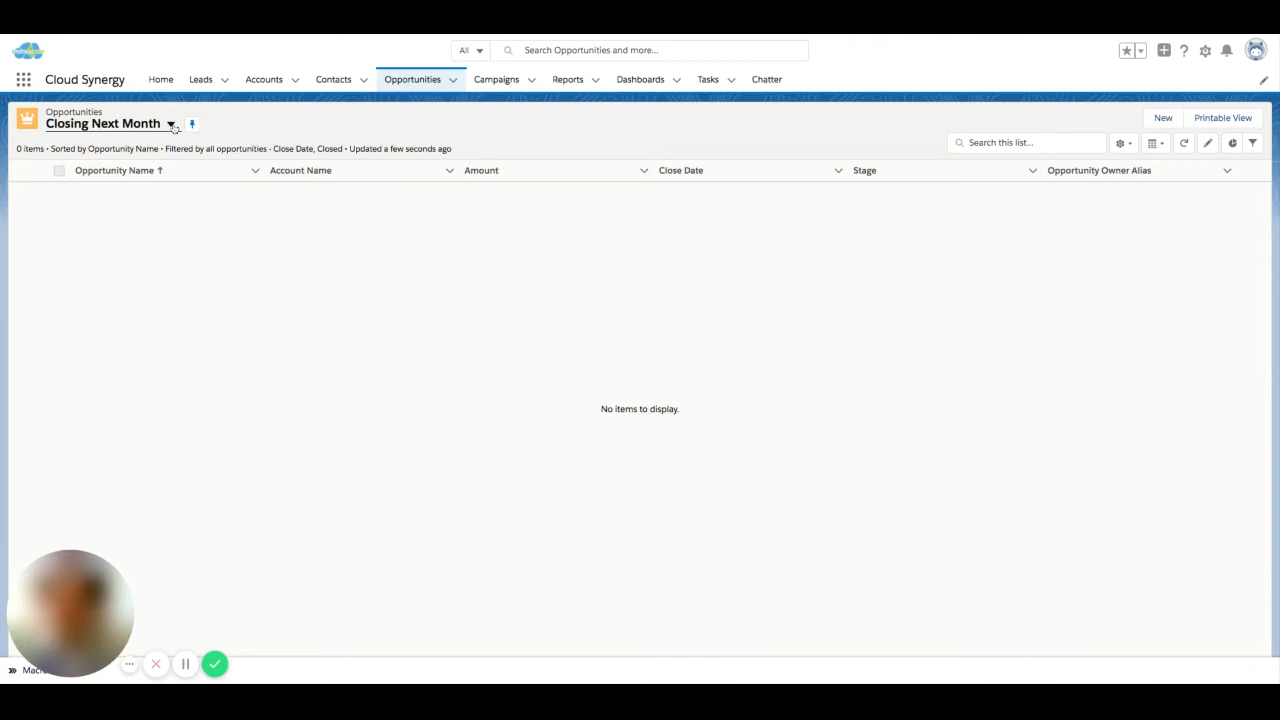 All
Search Opportunities and more...
Cloud Synergy
Home
Leads
Accounts
Contacts
Opportunities
Campaigns
Reports
Dashboards
Tasks
Chatter
Opportunities
Closing Next Month
New
Printable View
0 items • Sorted by Opportunity Name • Filtered by all opportunities - Close Date, Closed • Updated a few seconds ago
Search this list...
Opportunity Name
Account Name
Amount
Close Date
Stage
Opportunity Owner Alias
No items to display.